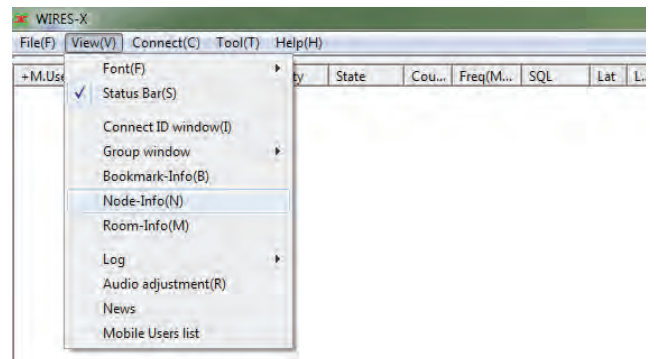 WIRES-X
File(F) View(V) Connect(C) Tool(T) Help(H)
+M.Use ty State Cou... Freq(M... SQL Lat L...
Font(F)
Status Bar(S)
Connect ID window(I)
Group window
Bookmark-Info(B)
Node-Info(N)
Room-Info(M)
Log
Audio adjustment(R)
News
Mobile Users list